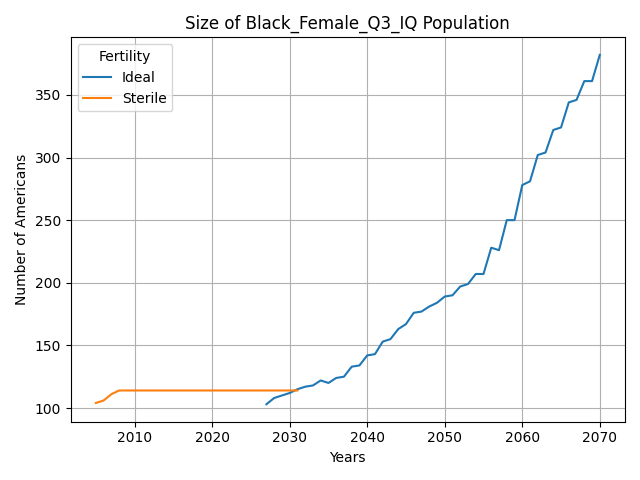 Size of Black_Female_Q3_IQ Population
Fertility
Ideal
Sterile
Number of Americans
350
300
250
200
150
100
2010
2020
2030
2040
2050
2060
2070
Years